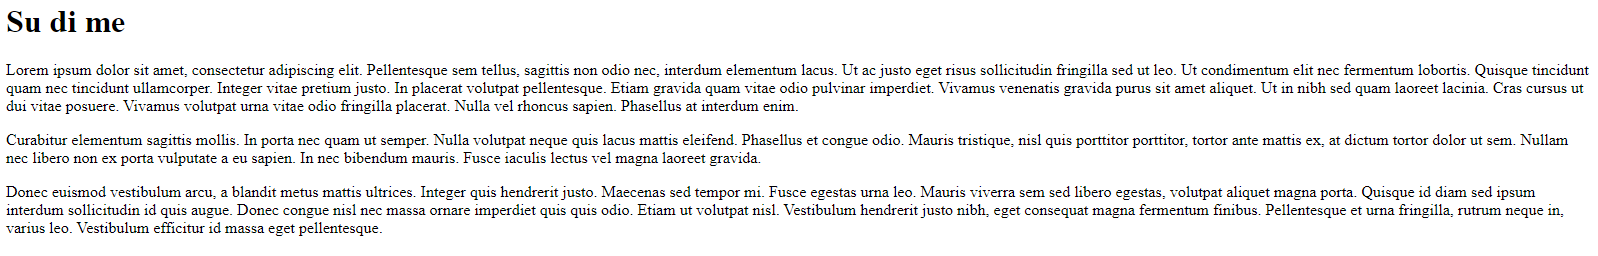 Su di me
Lorem ipsum dolor sit amet, consectetur adipiscing elit. Pellentesque sem tellus, sagittis non odio nec, interdum elementum lacus. Ut ac justo eget risus sollicitudin fringilla sed ut leo. Ut condimentum elit nec fermentum lobortis. Quisque tincidunt
quam nec tincidunt ullamcorper. Integer vitae pretium justo. In placerat volutpat pellentesque. Etiam gravida quam vitae odio pulvinar imperdiet. Vivamus venenatis gravida purus sit amet aliquet. Ut in nibh sed quam laoreet lacinia. Cras cursus ut
dui vitae posuere. Vivamus volutpat urna vitae odio fringilla placerat. Nulla vel rhoncus sapien. Phasellus at interdum enim.
Curabitur elementum sagittis mollis. In porta nec quam ut semper. Nulla volutpat neque quis lacus mattis eleifend. Phasellus et congue odio. Mauris tristique, nisl quis porttitor porttitor, tortor ante mattis ex, at dictum tortor dolor ut sem. Nullam
nec libero non ex porta vulputate a eu sapien. In nec bibendum mauris. Fusce iaculis lectus vel magna laoreet gravida.
Donec euismod vestibulum arcu, a blandit metus mattis ultrices. Integer quis hendrerit justo. Maecenas sed tempor mi. Fusce egestas urna leo. Mauris viverra sem sed libero egestas, volutpat aliquet magna porta. Quisque id diam sed ipsum
interdum sollicitudin id quis augue. Donec congue nisl nec massa ornare imperdiet quis quis odio. Etiam ut volutpat nisl. Vestibulum hendrerit justo nibh, eget consequat magna fermentum finibus. Pellentesque et urna fringilla, rutrum neque in,
varius leo. Vestibulum efficitur id massa eget pellentesque.